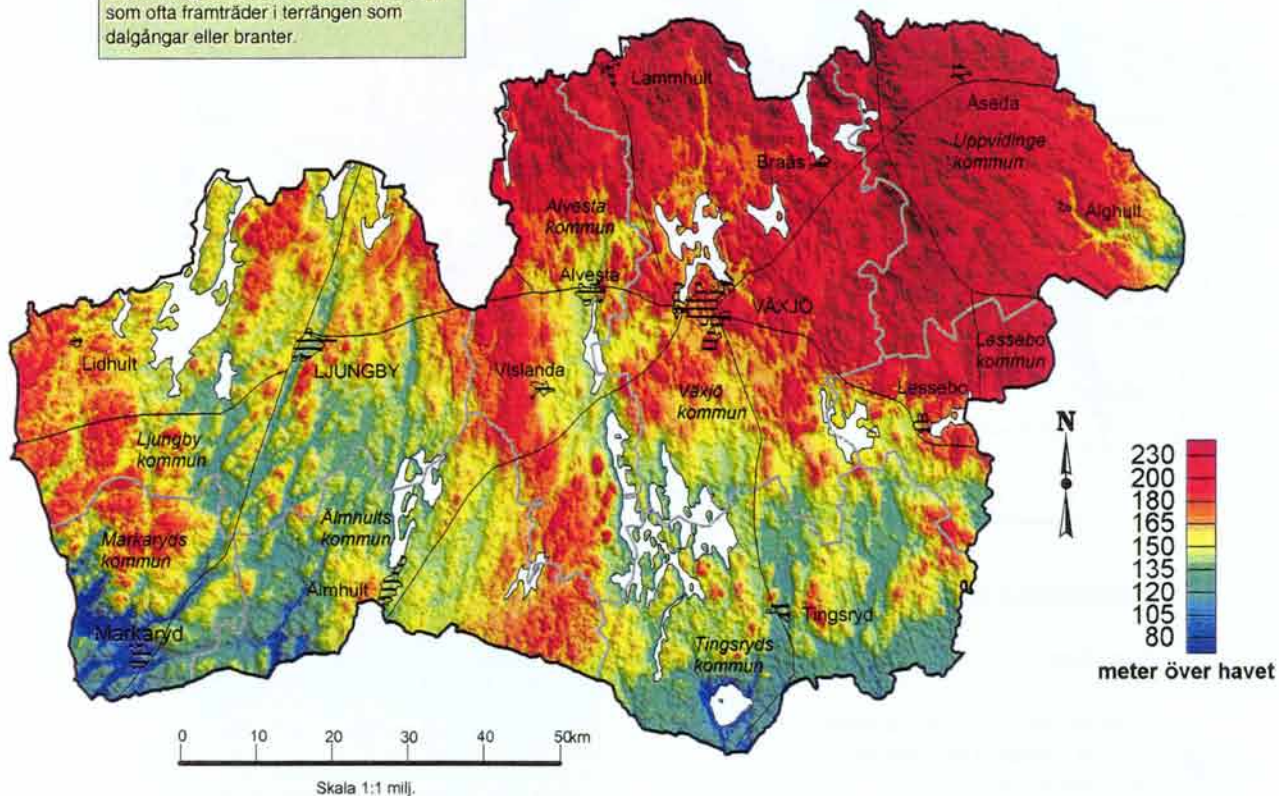 som ofta framträder i terrängen som
dalgångar eller branter.
Lammhult
Åseda
Uppvidinge
kommun
Braås
Älghult
Alvesta
kommun
Alvesta
VÄXJÖ
Lessebo
kommun
Lidhult
LJUNGBY
Vislanda
Växjö
kommun
Lessebo
Ljungby
kommun
N
230
200
180
165
150
135
120
105
80
meter över havet
Älmhults
kommun
Markaryds
kommun
Älmhult
Tingsryd
Markaryd
Tingsryds
kommun
0 10 20 30 40 50km
Skala 1:1 milj.